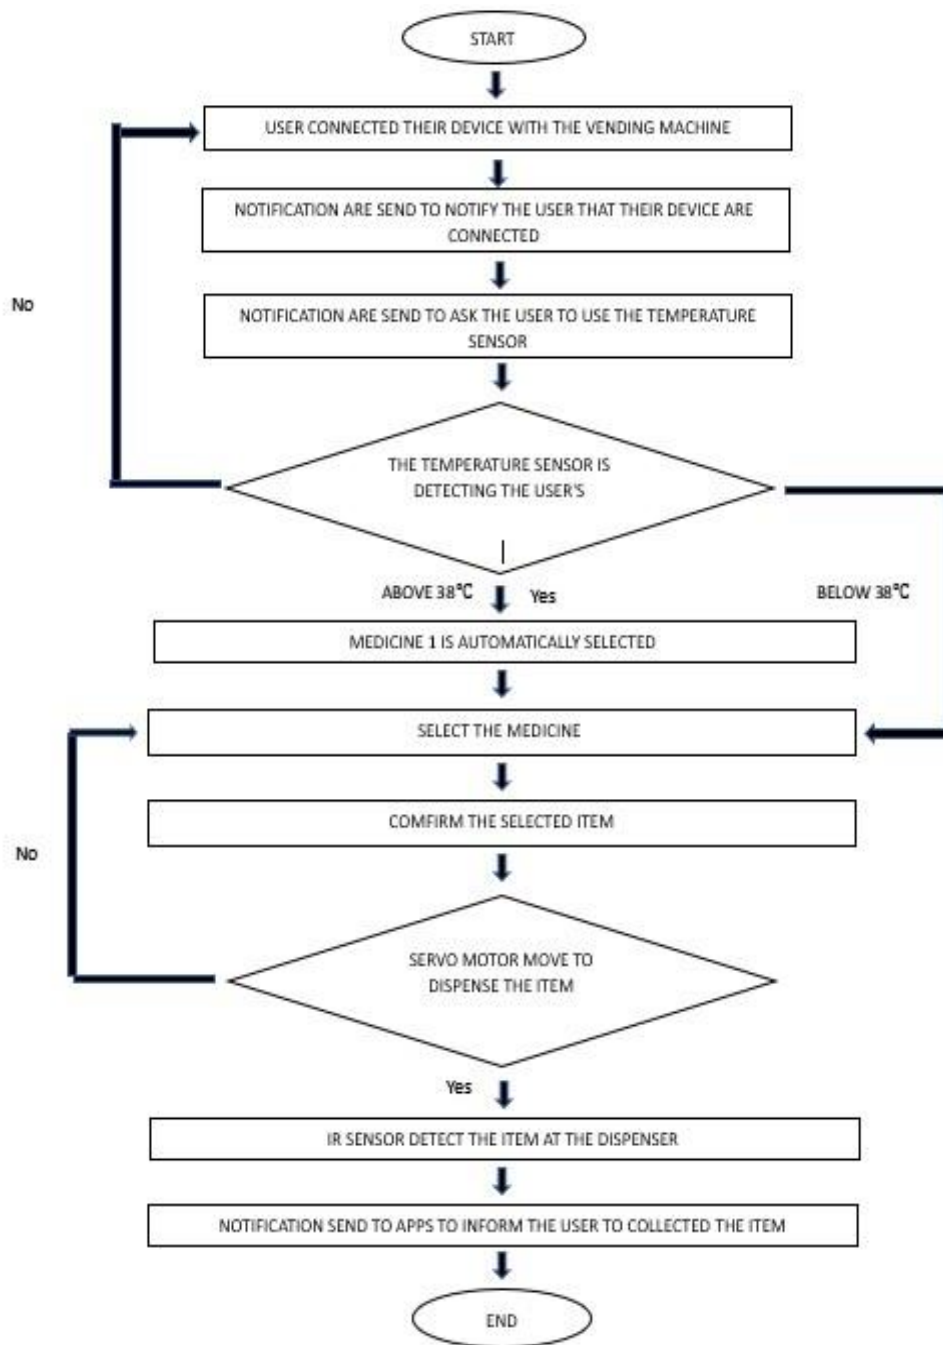 START
USER CONNECTED THEIR DEVICE WITH THE VENDING MACHINE
NOTIFICATION ARE SEND TO NOTIFY THE USER THAT THEIR DEVICE ARE
CONNECTED
No
NOTIFICATION ARE SEND TO ASK THE USER TO USE THE TEMPERATURE
SENSOR
THE TEMPERATURE SENSOR IS
DETECTING THE USER'S
ABOVE 38℃
Yes
BELOW 38℃
MEDICINE 1 IS AUTOMATICALLY SELECTED
SELECT THE MEDICINE
COMFIRM THE SELECTED ITEM
No
SERVO MOTOR MOVE TO
DISPENSE THE ITEM
Yes
IR SENSOR DETECT THE ITEM AT THE DISPENSER
NOTIFICATION SEND TO APPS TO INFORM THE USER TO COLLECTED THE ITEM
END